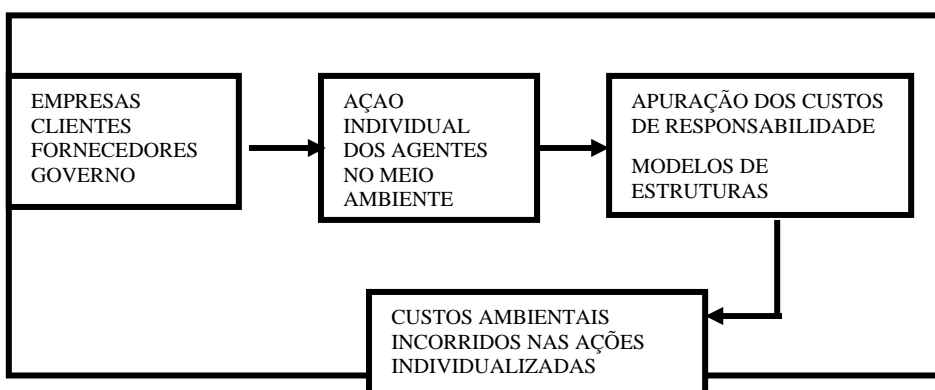 EMPRESAS
CLIENTES
FORNECEDORES
GOVERNO
AÇAO
INDIVIDUAL
DOS AGENTES
NO MEIO
AMBIENTE
APURAÇÃO DOS CUSTOS
DE RESPONSABILIDADE
MODELOS DE
ESTRUTURAS
CUSTOS AMBIENTAIS
INCORRIDOS NAS AÇÕES
INDIVIDUALIZADAS